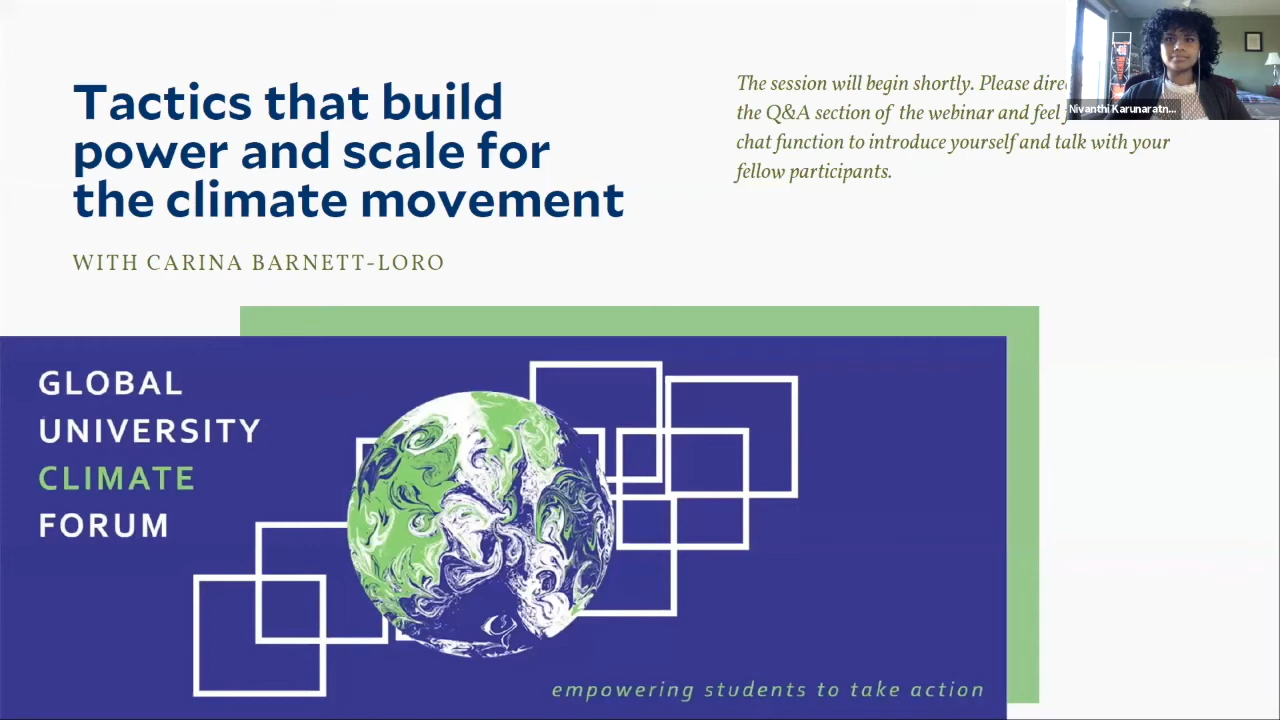 Tactics that build
power and scale for
the climate movement
WITH CARINA BARNETT-LORO
The session will begin shortly. Please
the Q&A section of the webinar and feel
chat function to introduce yourself and talk with your
fellow participants.
Nivanthi Karunaratn...
GLOBAL
UNIVERSITY
CLIMATE
FORUM
empowering students to take action